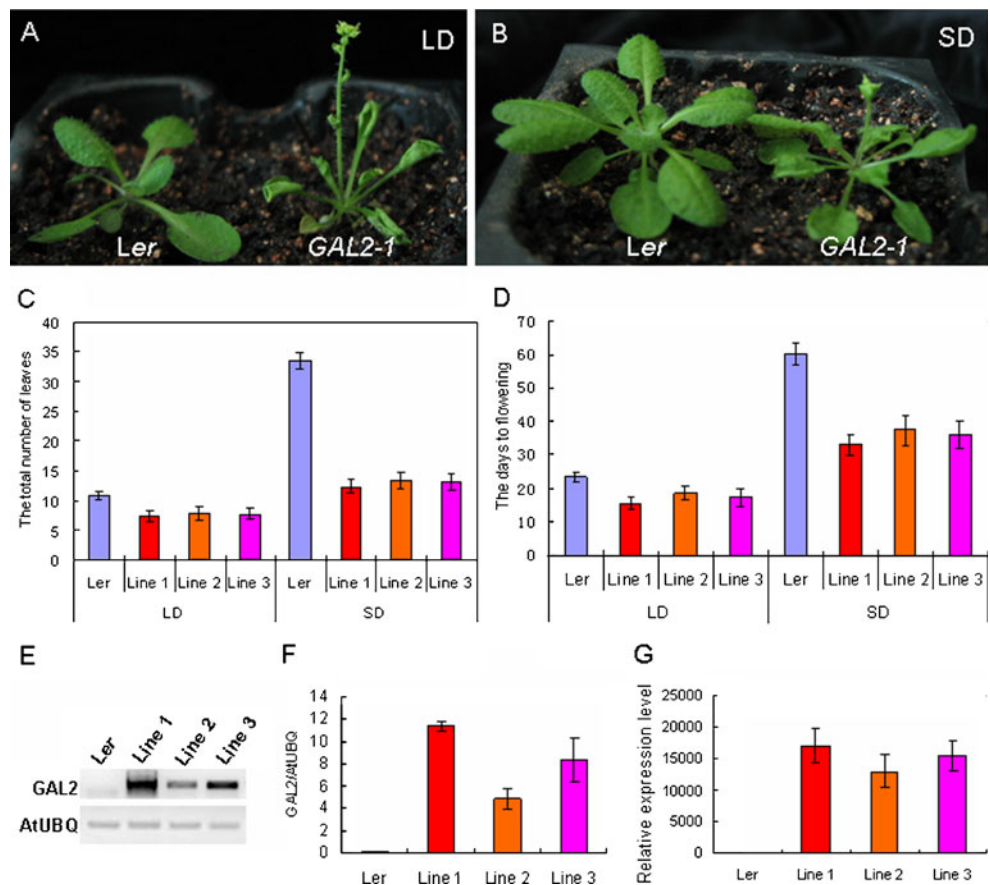 A LD
Ler GAL2-1
B SD
Ler GAL2-1
C
The total number of leaves
40
35
30
25
20
15
10
5
0
Ler Line 1 Line 2 Line 3 Ler Line 1 Line 2 Line 3
LD SD
D
The days to flowering
70
60
50
40
30
20
10
0
Ler Line 1 Line 2 Line 3 Ler Line 1 Line 2 Line 3
LD SD
E
Ler Line 1 Line 2 Line 3
GAL2
AtUBQ
F
GAL2/AtUBQ
14
12
10
8
6
4
2
0
Ler Line 1 Line 2 Line 3
G
Relative expression level
25000
20000
15000
10000
5000
0
Ler Line 1 Line 2 Line 3